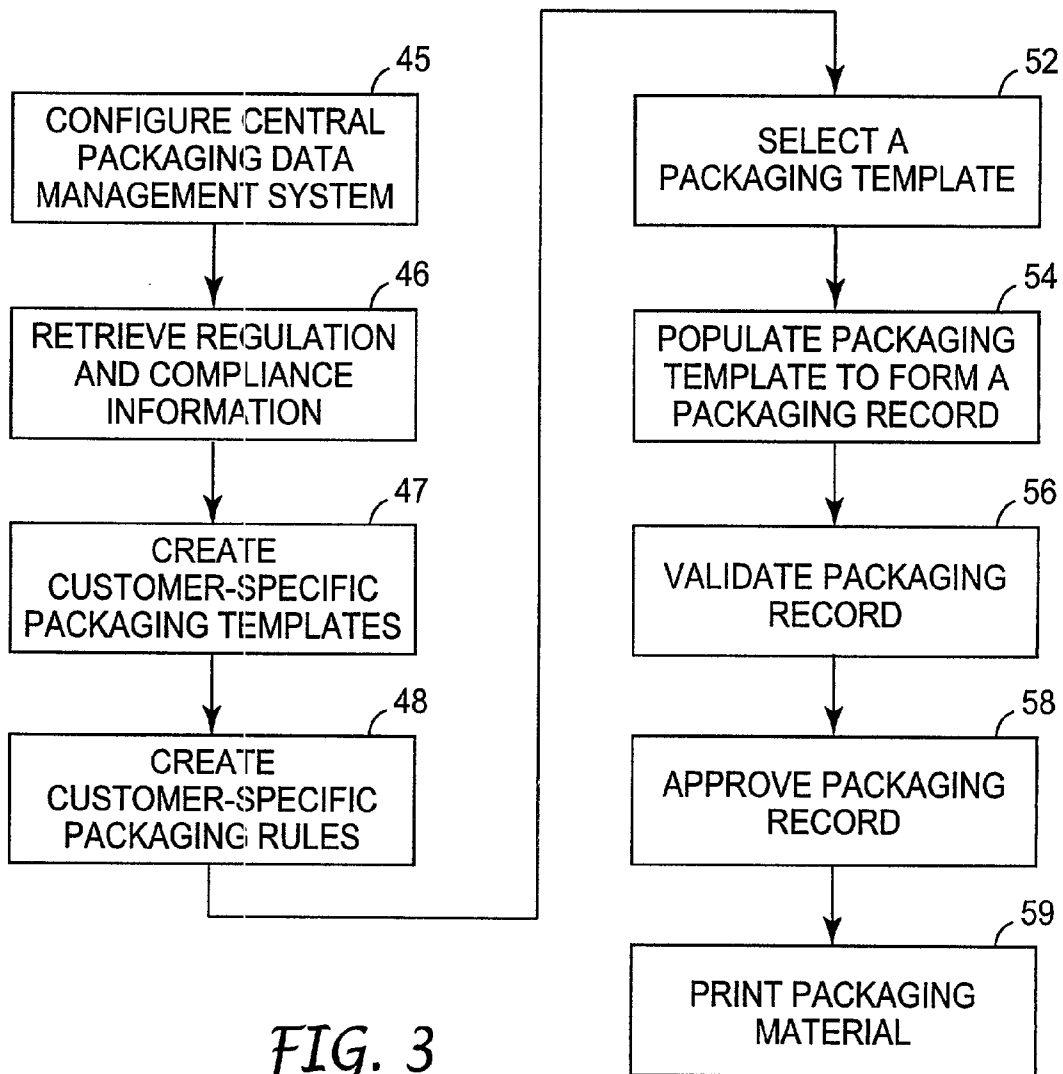 45
CONFIGURE CENTRAL
PACKAGING DATA
MANAGEMENT SYSTEM
46
RETRIEVE REGULATION
AND COMPLIANCE
INFORMATION
47
CREATE
CUSTOMER-SPECIFIC
PACKAGING TEMPLATES
48
CREATE
CUSTOMER-SPECIFIC
PACKAGING RULES
52
SELECT A
PACKAGING TEMPLATE
54
POPULATE PACKAGING
TEMPLATE TO FORM A
PACKAGING RECORD
56
VALIDATE PACKAGING
RECORD
58
APPROVE PACKAGING
RECORD
59
PRINT PACKAGING
MATERIAL
FIG. 3